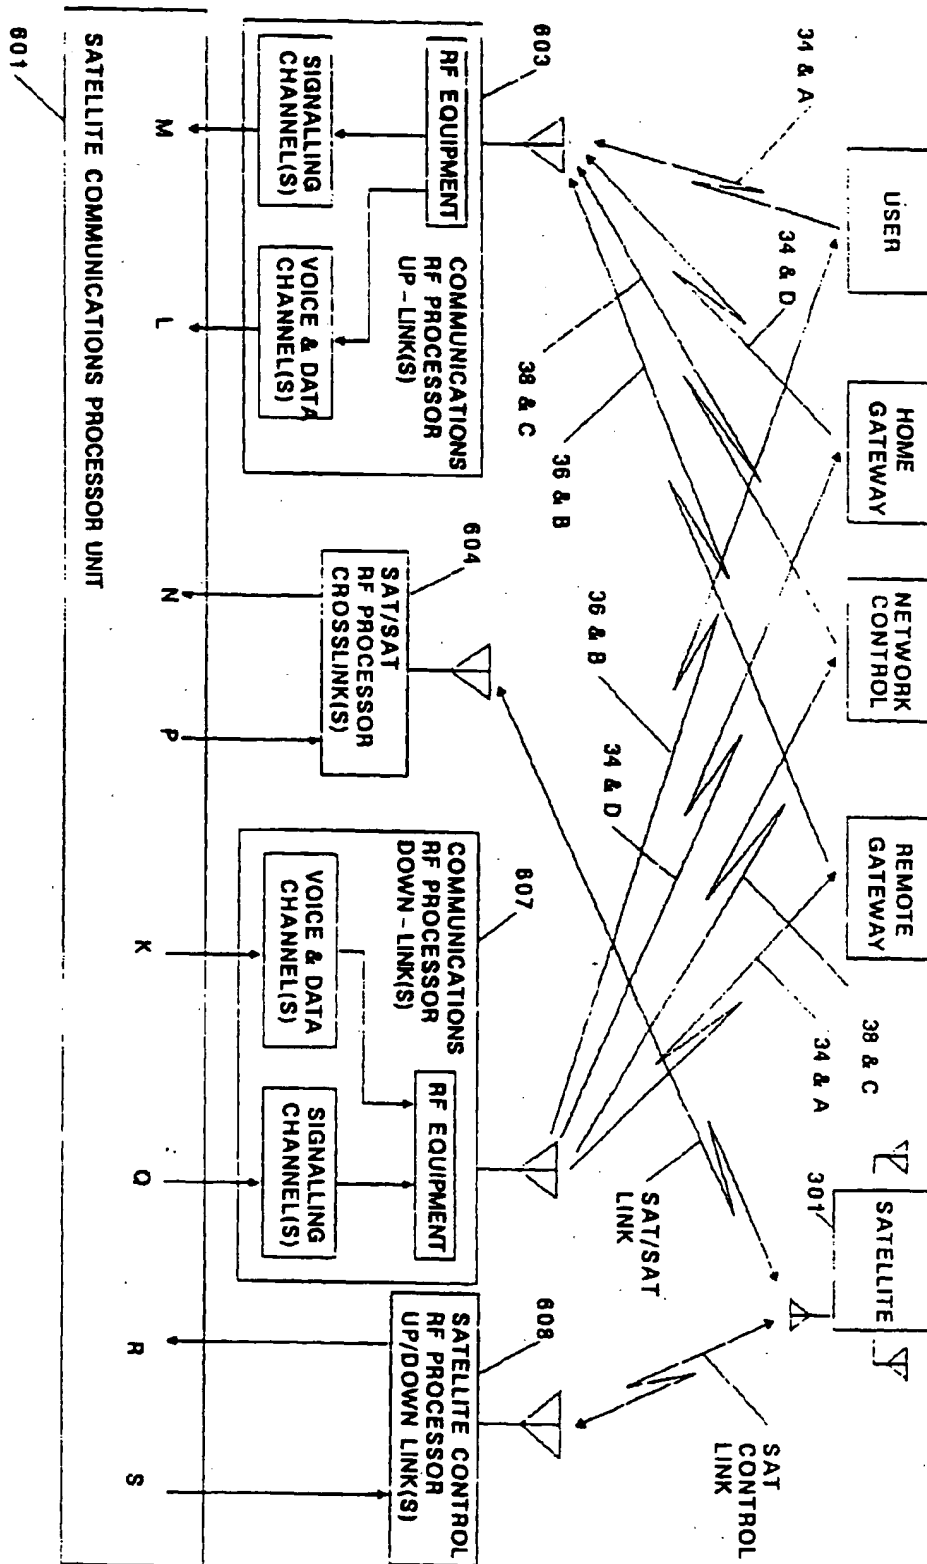 USER
HOME
GATEWAY
NETWORK
CONTROL
REMOTE
GATEWAY
SATELLITE
301
34 & A
34 & D
38 & C
36 & B
36 & B
34 & D
38 & C
34 & A
SAT/SAT
LINK
SAT
CONTROL
LINK
603
RF EQUIPMENT
COMMUNICATIONS
RF PROCESSOR
UP-LINK(S)
SIGNALLING
CHANNEL(S)
VOICE & DATA
CHANNEL(S)
604
SAT/SAT
RF PROCESSOR
CROSSLINK(S)
607
COMMUNICATIONS
RF PROCESSOR
DOWN-LINK(S)
RF EQUIPMENT
VOICE & DATA
CHANNEL(S)
SIGNALLING
CHANNEL(S)
608
SATELLITE CONTROL
RF PROCESSOR
UP/DOWN LINK(S)
M
L
N
P
K
Q
R
S
SATELLITE COMMUNICATIONS PROCESSOR UNIT
601